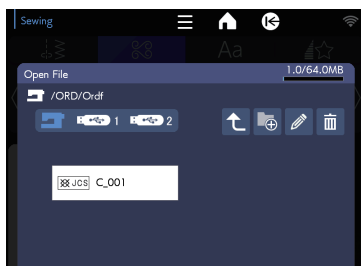 Sewing
Aa
Open File
1.0/64.0MB
/ORD/Ordf
1
2
JCS C_001